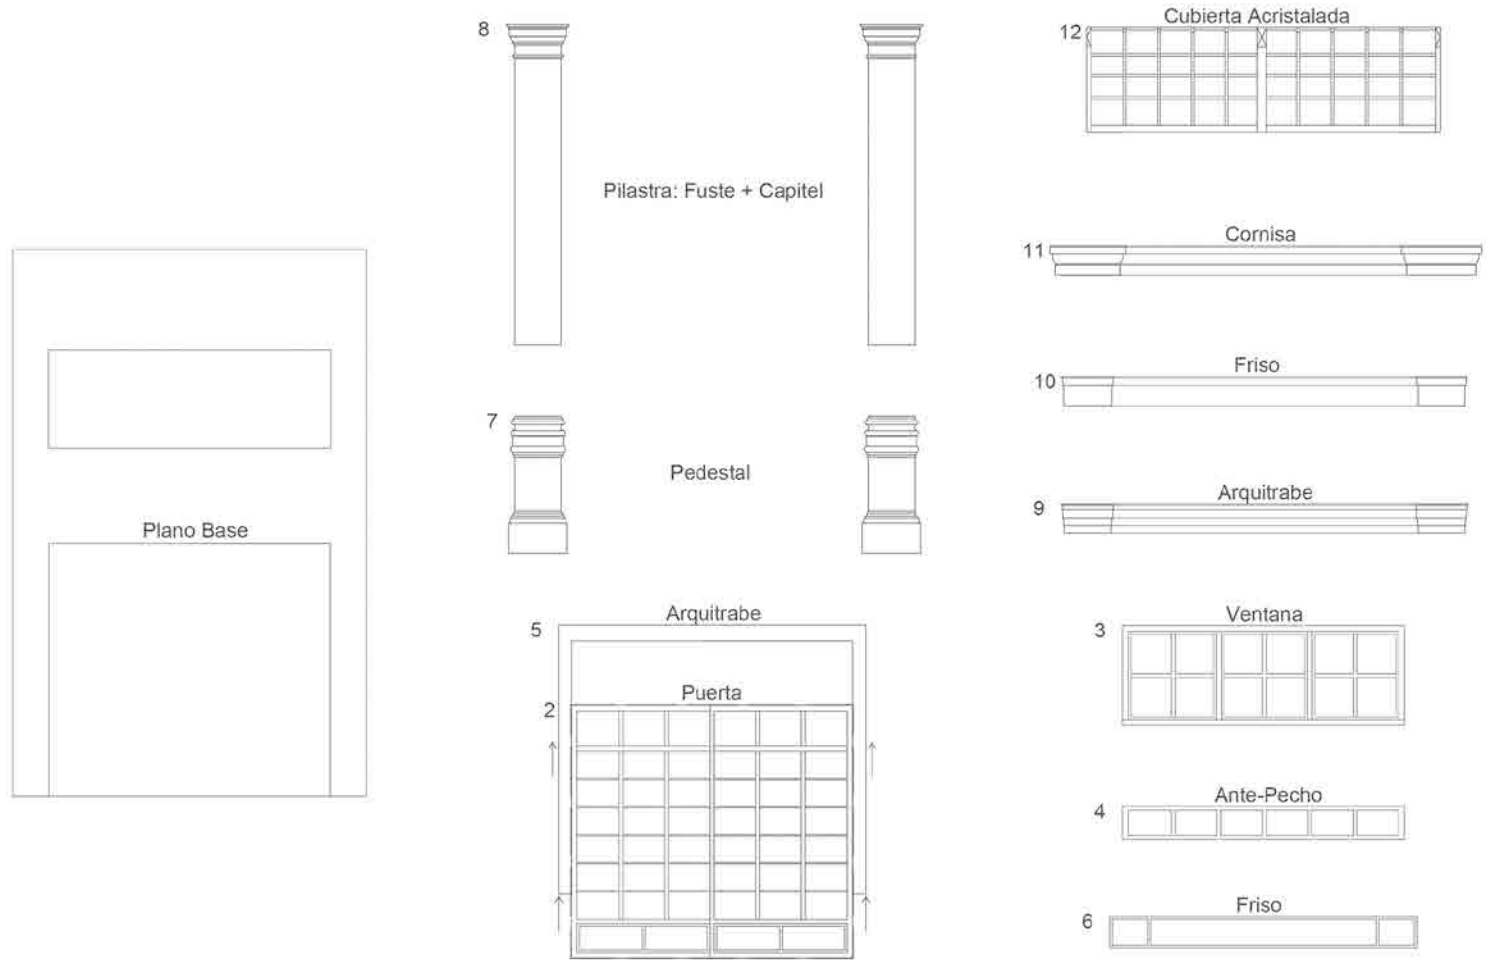 8
Pilastra: Fuste + Capitel
7
Pedestal
Plano Base
5
Arquitrabe
2
Puerta
Cubierta Acristalada
12
Cornisa
11
Friso
10
Arquitrabe
9
Ventana
3
Ante-Pecho
4
Friso
6